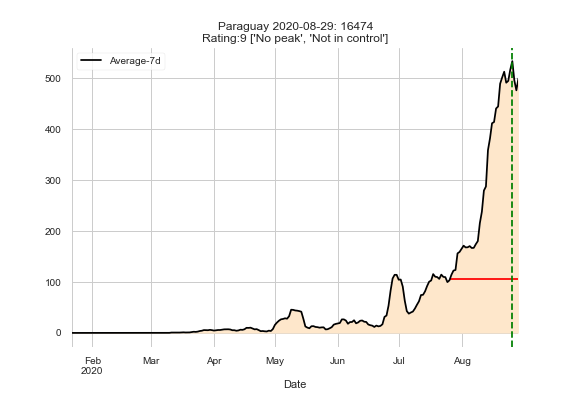 Paraguay 2020-08-29: 16474
Rating:9 ['No peak', 'Not in control']
Average-7d
500
400
300
200
100
0
Feb Mar Apr May Jun Jul Aug
2020
Date